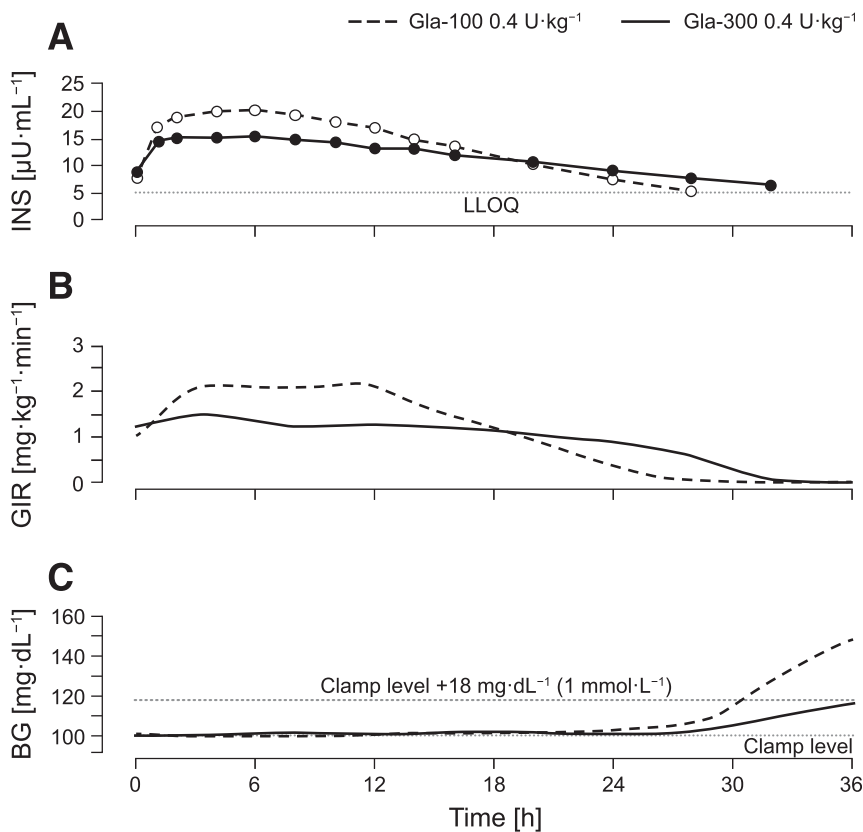 Gla-100 0.4 U·kg⁻¹ Gla-300 0.4 U·kg⁻¹
A
INS [µU·mL⁻¹]
25
20
15
10
5
0
LLOQ
B
GIR [mg·kg⁻¹·min⁻¹]
3
2
1
0
C
BG [mg·dL⁻¹]
160
140
120
100
Clamp level +18 mg·dL⁻¹ (1 mmol·L⁻¹)
Clamp level
0 6 12 18 24 30 36
Time [h]